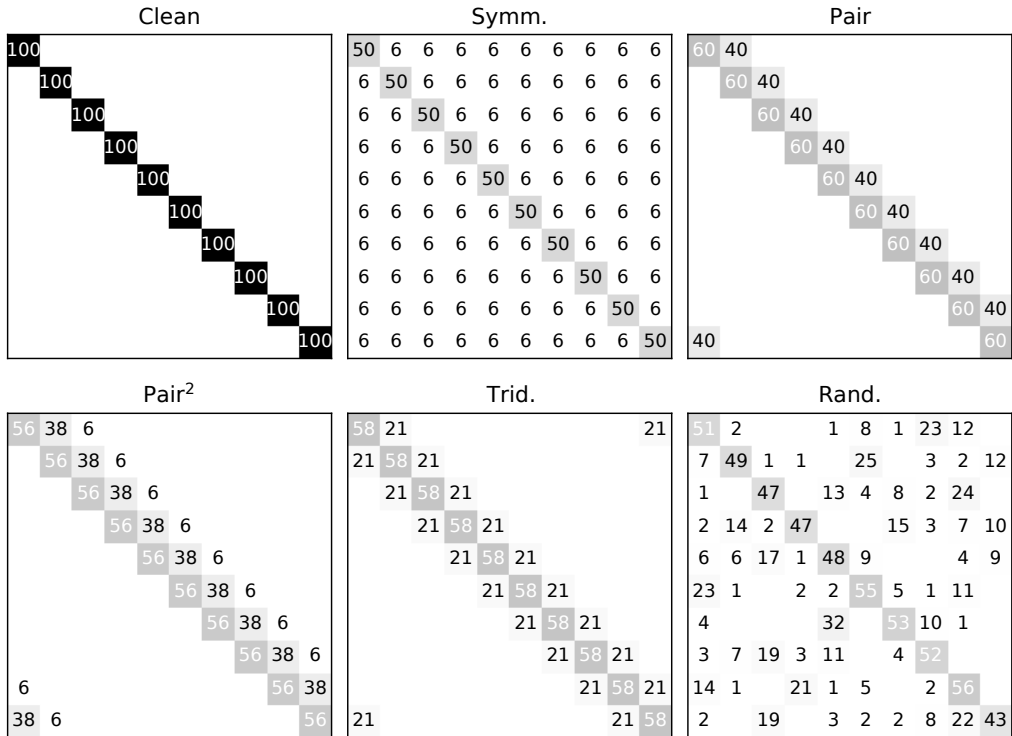 Clean Symm. Pair
100 50 6 6 6 6 6 6 6 6 6 60 40
100 6 50 6 6 6 6 6 6 6 6 60 40
100 6 6 50 6 6 6 6 6 6 6 60 40
100 6 6 6 50 6 6 6 6 6 6 60 40
100 6 6 6 6 50 6 6 6 6 6 60 40
100 6 6 6 6 6 50 6 6 6 6 60 40
100 6 6 6 6 6 6 50 6 6 6 60 40
100 6 6 6 6 6 6 6 50 6 6 60 40
100 6 6 6 6 6 6 6 6 50 6 60 40
100 6 6 6 6 6 6 6 6 6 50 40 60
Pair² Trid. Rand.
56 38 6 58 21 21 51 2 1 8 1 23 12
56 38 6 21 58 21 7 49 1 1 25 3 2 12
56 38 6 21 58 21 1 47 13 4 8 2 24
56 38 6 21 58 21 2 14 2 47 15 3 7 10
56 38 6 21 58 21 6 6 17 1 48 9 4 9
56 38 6 21 58 21 23 1 2 2 55 5 1 11
56 38 6 21 58 21 4 32 53 10 1
56 38 6 21 58 21 3 7 19 3 11 4 52
6 56 38 21 58 21 14 1 21 1 5 2 56
38 6 56 21 21 58 2 19 3 2 2 8 22 43